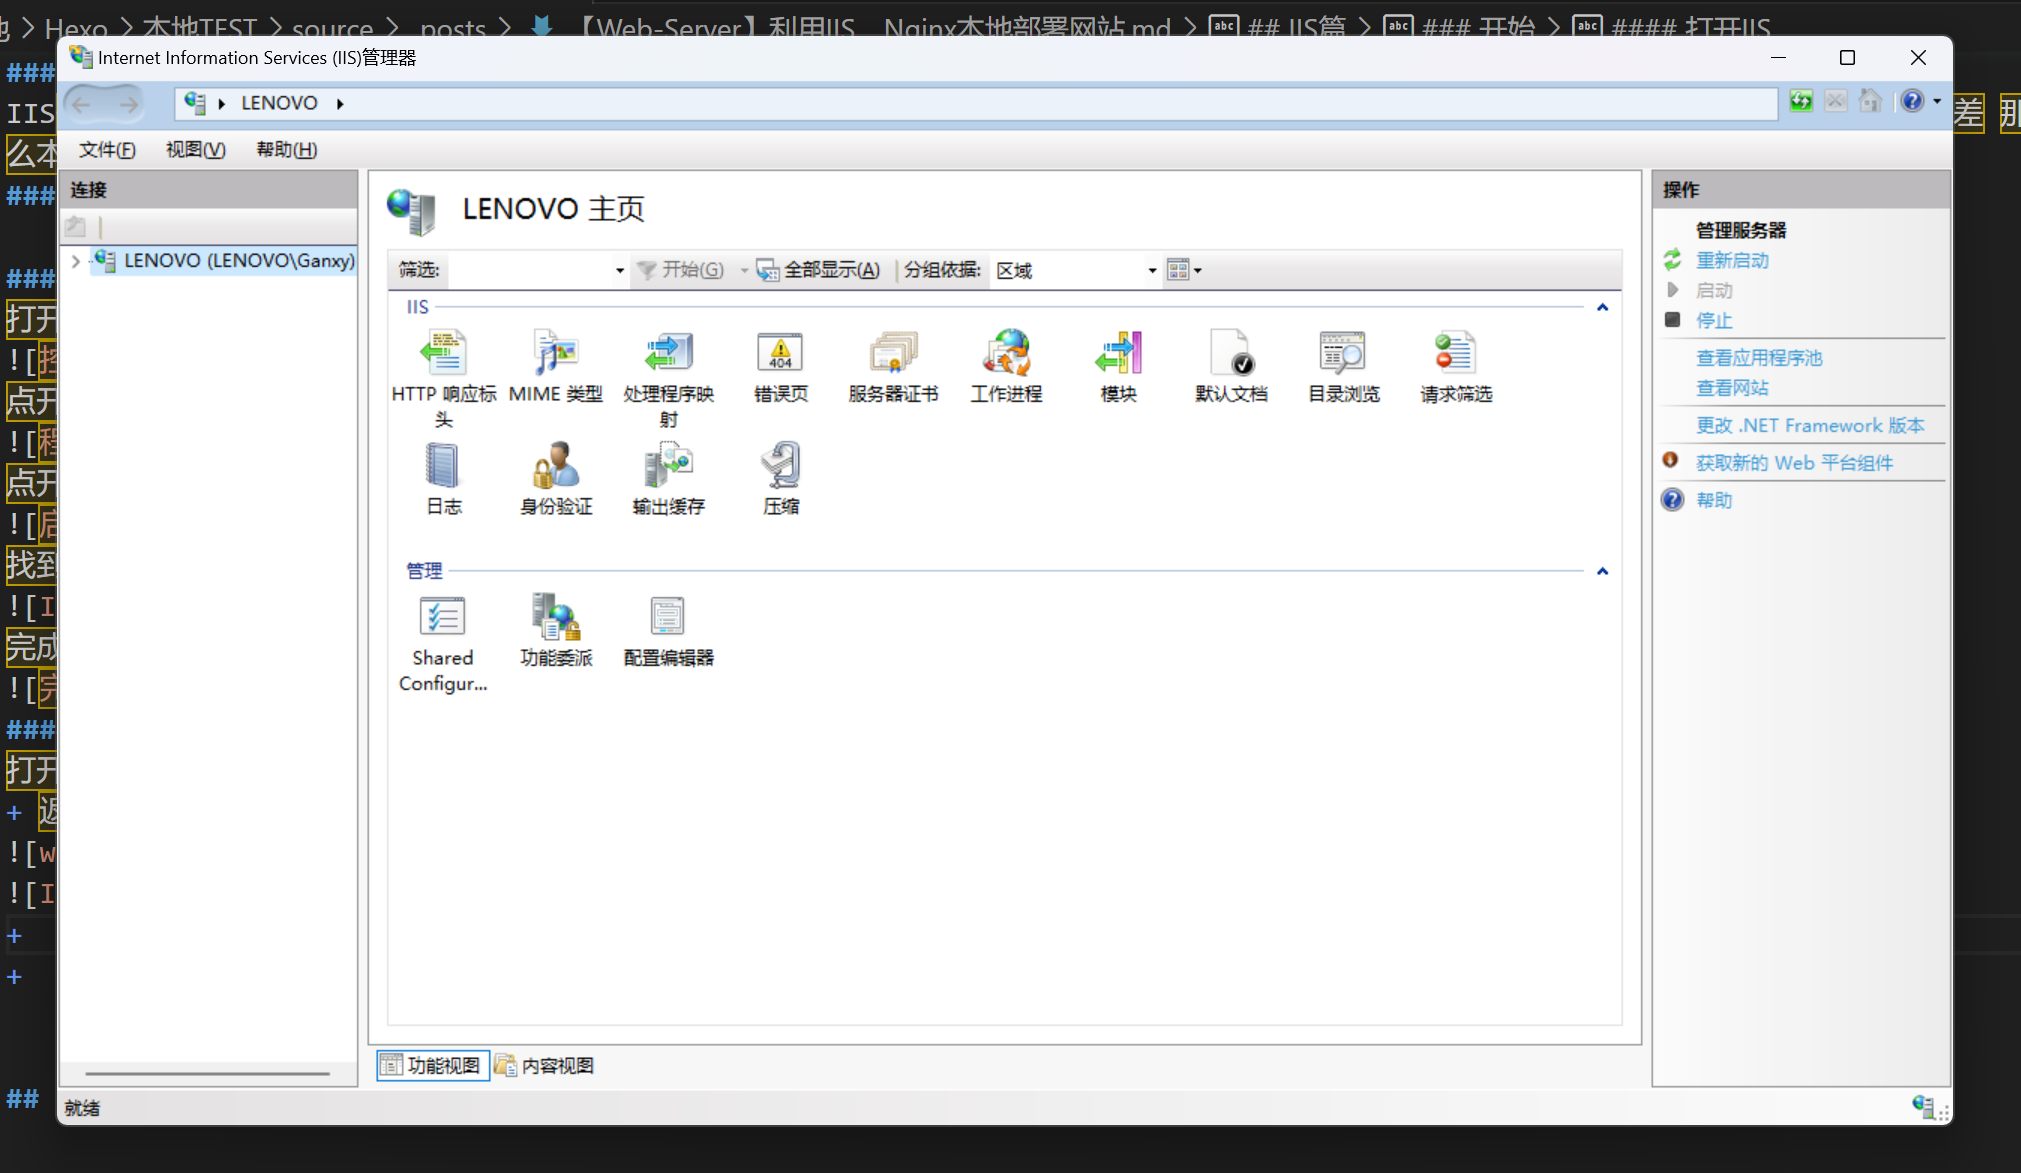 Hexo > 本地TEST > source > _posts > 【Web-Server】利用IIS、Nginx本地部署网站.md > ## IIS篇 > ### 开始 > #### 打开IIS
Internet Information Services (IIS)管理器
LENOVO
文件(F) 视图(V) 帮助(H)
连接
LENOVO (LENOVO\Ganxy)
LENOVO 主页
筛选: 开始(G) 全部显示(A) 分组依据: 区域
IIS
HTTP 响应标头
MIME 类型
处理程序映射
错误页
404
服务器证书
工作进程
模块
默认文档
目录浏览
请求筛选
日志
身份验证
输出缓存
压缩
管理
Shared Configur...
功能委派
配置编辑器
功能视图 内容视图
就绪
操作
管理服务器
重新启动
启动
停止
查看应用程序池
查看网站
更改 .NET Framework 版本
获取新的 Web 平台组件
帮助
####
IIS
差 那
么本
####
####
打开
![控
点开
![程
点开
![启
找到
![I
完成
![完
####
打开
+ 返
![w
![I
+
+
##